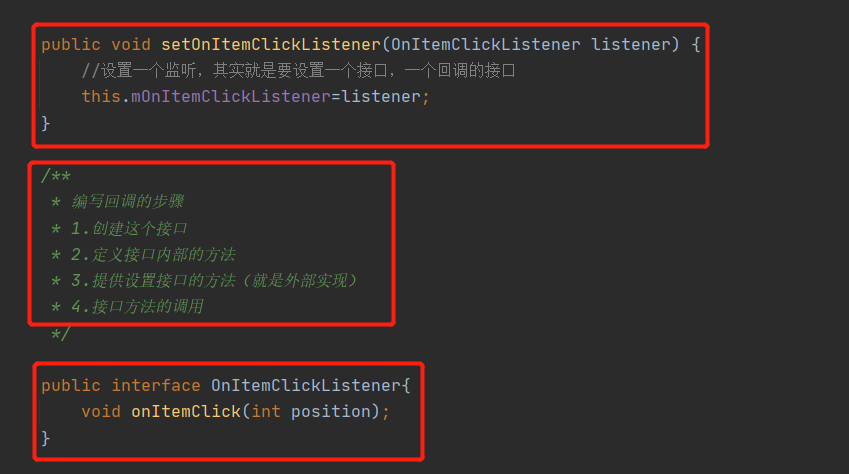 public void setOnItemClickListener(OnItemClickListener listener) {
//设置一个监听，其实就是要设置一个接口，一个回调的接口
this.mOnItemClickListener=listener;
}
/**
* 编写回调的步骤
* 1.创建这个接口
* 2.定义接口内部的方法
* 3.提供设置接口的方法（就是外部实现）
* 4.接口方法的调用
*/
public interface OnItemClickListener{
void onItemClick(int position);
}